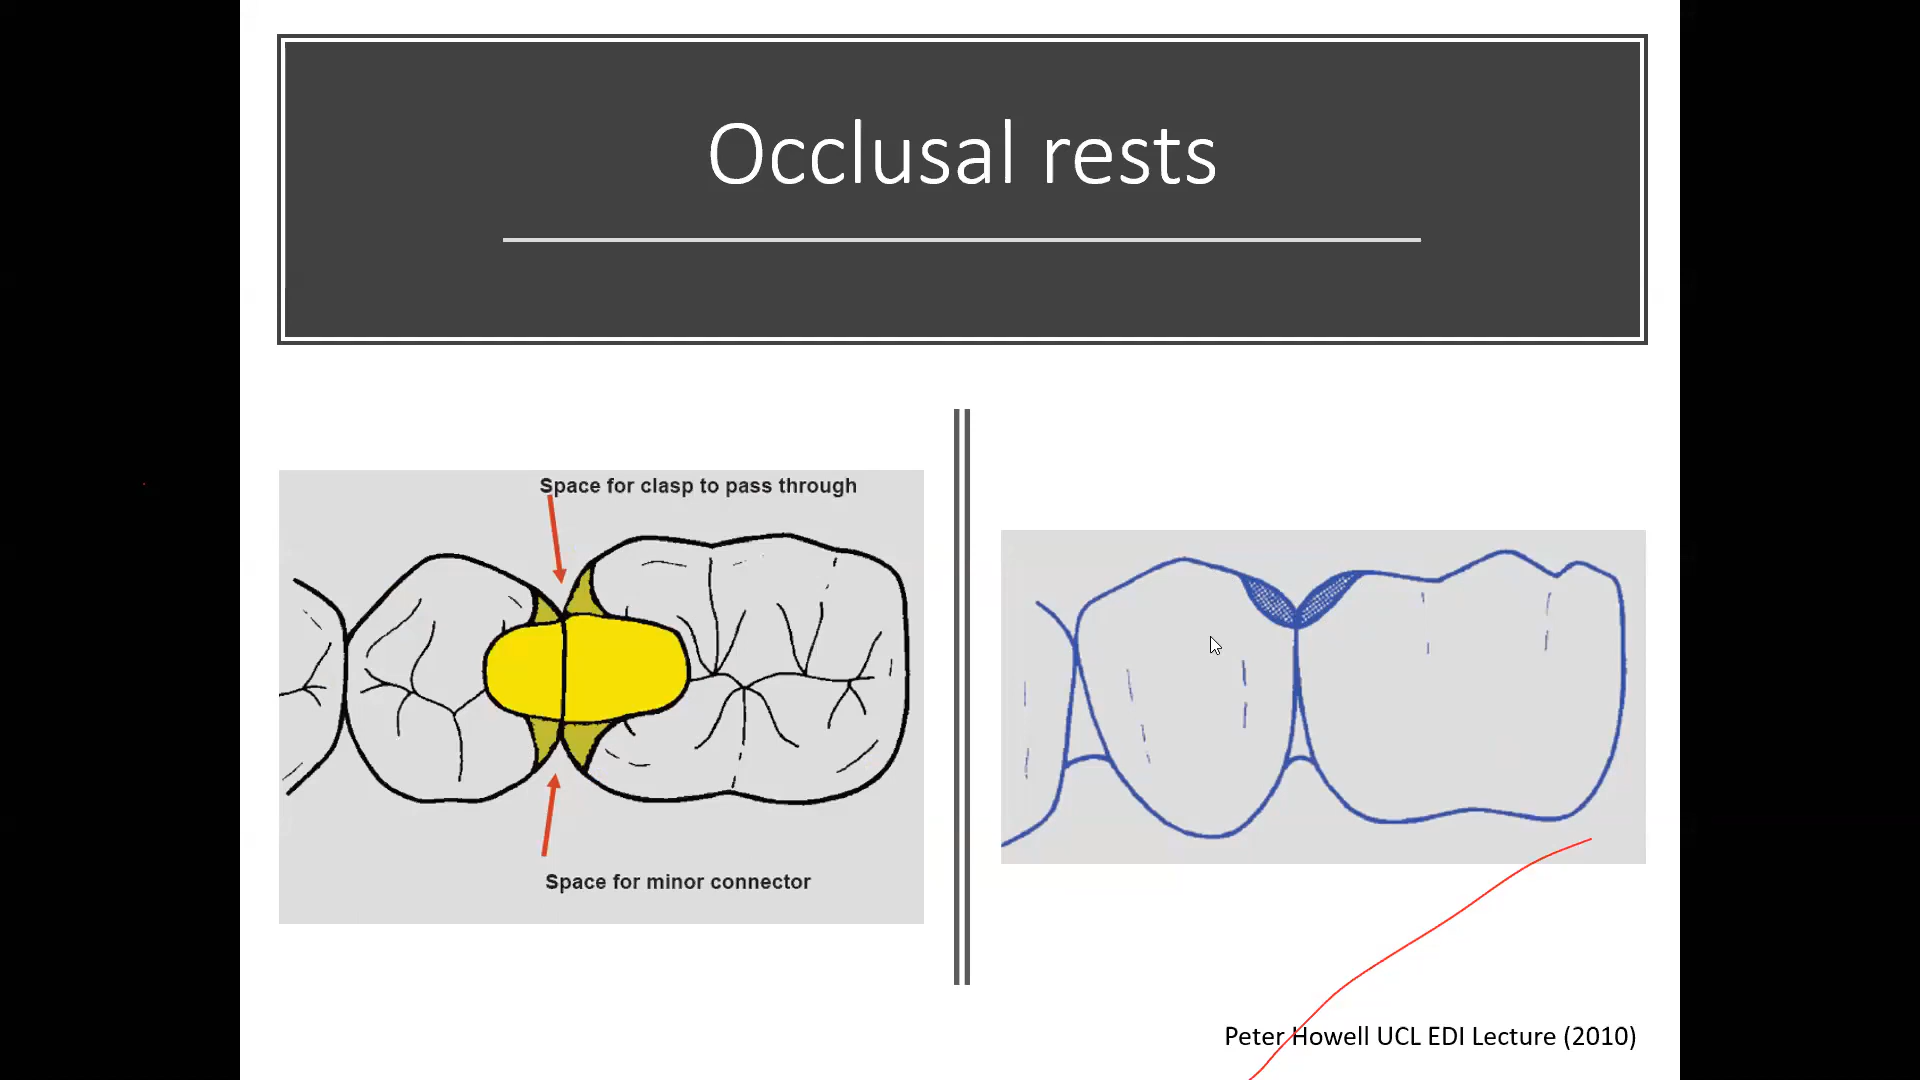 Occlusal rests
Space for clasp to pass through
Space for minor connector
Peter Howell UCL EDI Lecture (2010)